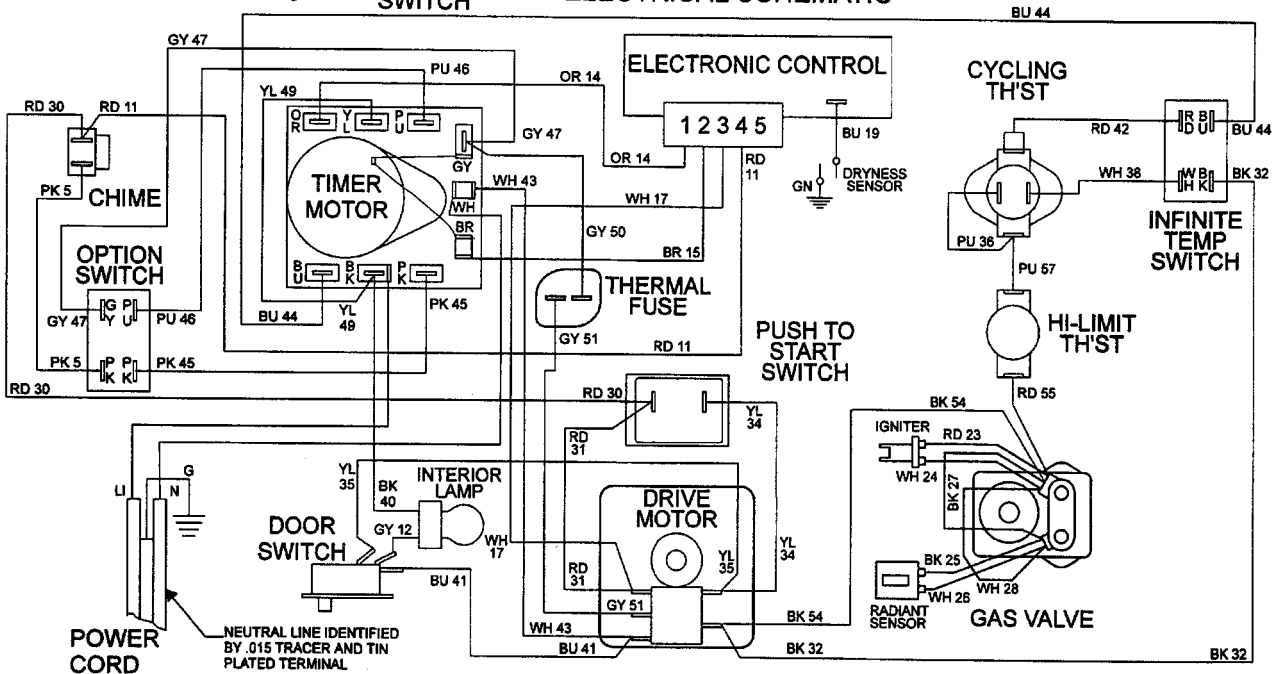 SWITCH
ELECTRICAL SCHEMATIC
BU 44
GY 47
PU 46
OR 14
ELECTRONIC CONTROL
CYCLING
TH'ST
RD 30
RD 11
YL 49
O
R
Y
L
P
U
1 2 3 4 5
BU 19
RD 42
R
D
B
U
BU 44
GY 47
OR 14
RD
11
GN
DRYNESS
SENSOR
PK 5
CHIME
TIMER
MOTOR
GY
WH 43
WH
WH 17
WH 38
W
H
B
K
BK 32
INFINITE
TEMP
SWITCH
BR
GY 50
BR 15
PU 36
OPTION
SWITCH
B
U
B
K
P
K
PU 57
THERMAL
FUSE
PK 45
YL
49
BU 44
GY 47
G
Y
P
U
PU 46
GY 51
RD 11
PUSH TO
START
SWITCH
HI-LIMIT
TH'ST
PK 5
P
K
P
K
PK 45
RD 30
RD 30
YL
34
RD 55
BK 54
RD
31
IGNITER
RD 23
WH 24
BK 27
G
LI
N
YL
35
BK
40
INTERIOR
LAMP
GY 12
DOOR
SWITCH
WH
17
DRIVE
MOTOR
YL
35
YL
34
RD
31
BU 41
GY 51
BK 25
WH 26
WH 28
RADIANT
SENSOR
GAS VALVE
BK 54
WH 43
BU 41
BK 32
BK 32
POWER
CORD
NEUTRAL LINE IDENTIFIED
BY .015 TRACER AND TIN
PLATED TERMINAL